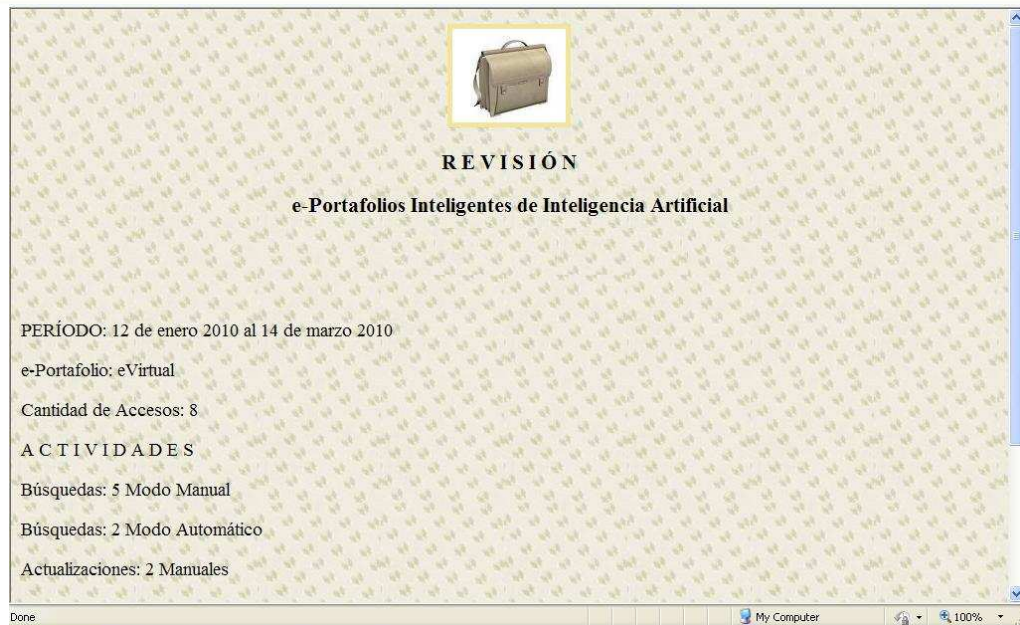 R E V I S I Ó N
e-Portafolios Inteligentes de Inteligencia Artificial
PERÍODO: 12 de enero 2010 al 14 de marzo 2010
e-Portafolio: eVirtual
Cantidad de Accesos: 8
A C T I V I D A D E S
Búsquedas: 5 Modo Manual
Búsquedas: 2 Modo Automático
Actualizaciones: 2 Manuales
Done My Computer 100%